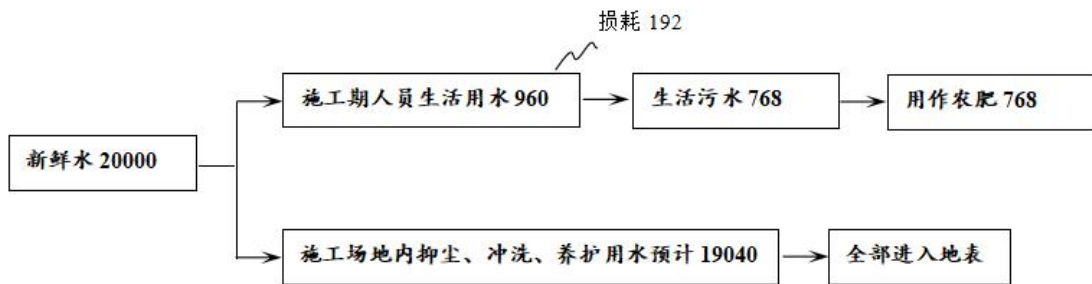 损耗 192
施工期人员生活用水 960
生活污水 768
用作农肥 768
新鲜水 20000
施工场地内抑尘、冲洗、养护用水预计 19040
全部进入地表